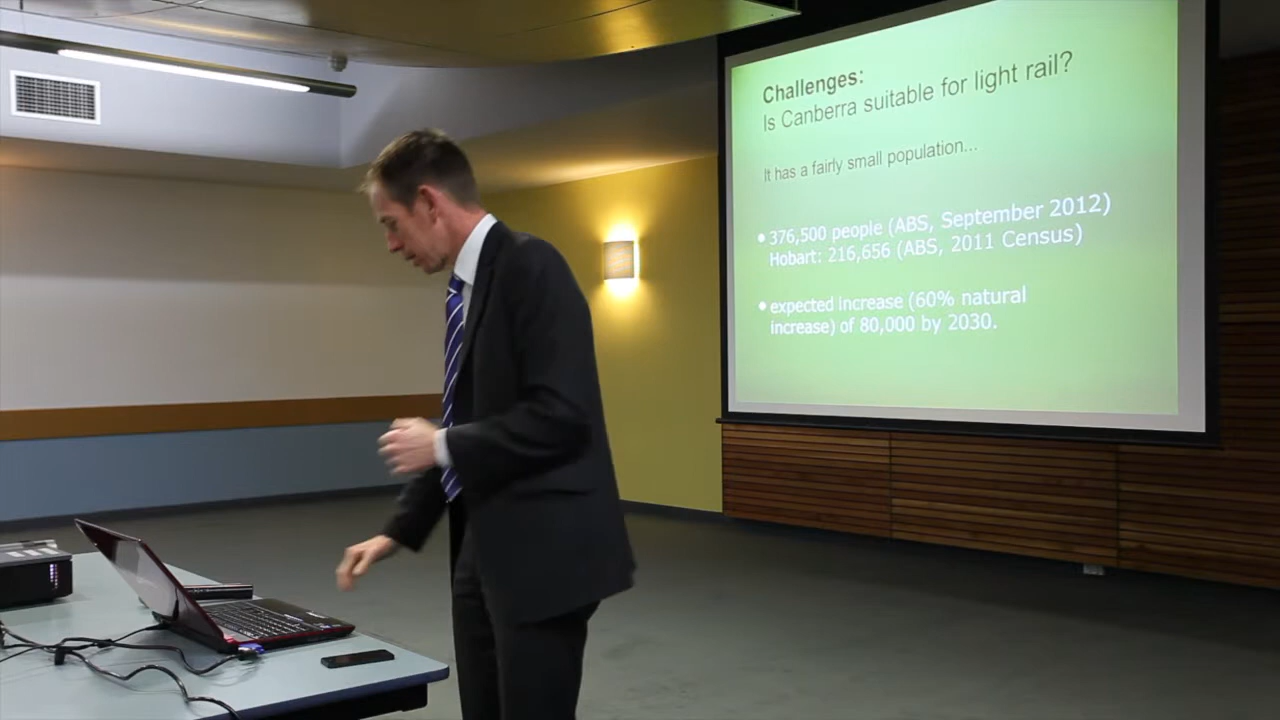 Challenges:
Is Canberra suitable for light rail?
It has a fairly small population...
• 376,500 people (ABS, September 2012)
Hobart: 216,656 (ABS, 2011 Census)
• expected increase (60% natural
increase) of 80,000 by 2030.